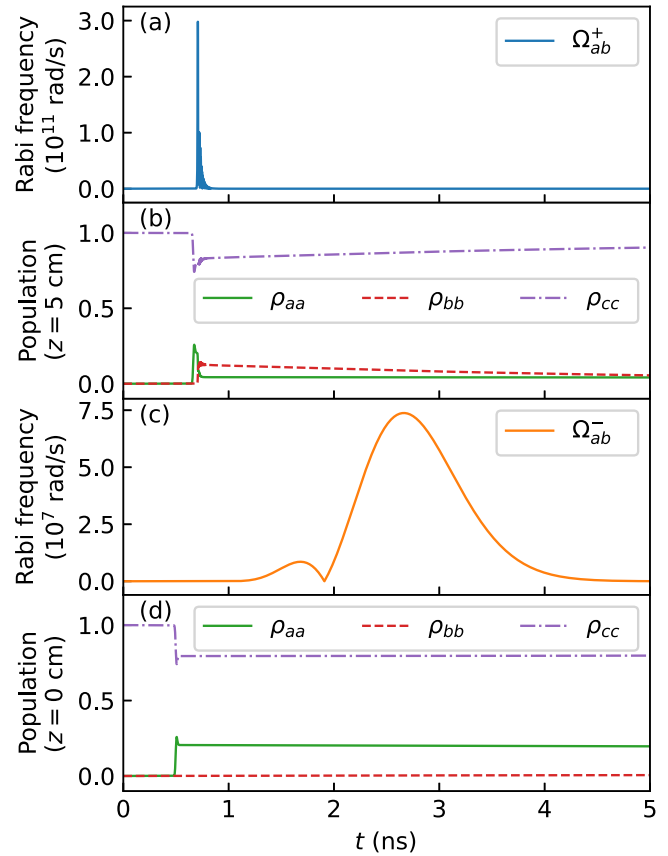 (a)
Ω⁺ab
3.0
2.0
1.0
0.0
Rabi frequency
(10¹¹ rad/s)
(b)
1.0
0.5
0.0
Population
(z = 5 cm)
ρaa ρbb ρcc
(c)
Ω⁻ab
7.5
5.0
2.5
0.0
Rabi frequency
(10⁷ rad/s)
(d)
ρaa ρbb ρcc
1.0
0.5
0.0
Population
(z = 0 cm)
0 1 2 3 4 5
t (ns)